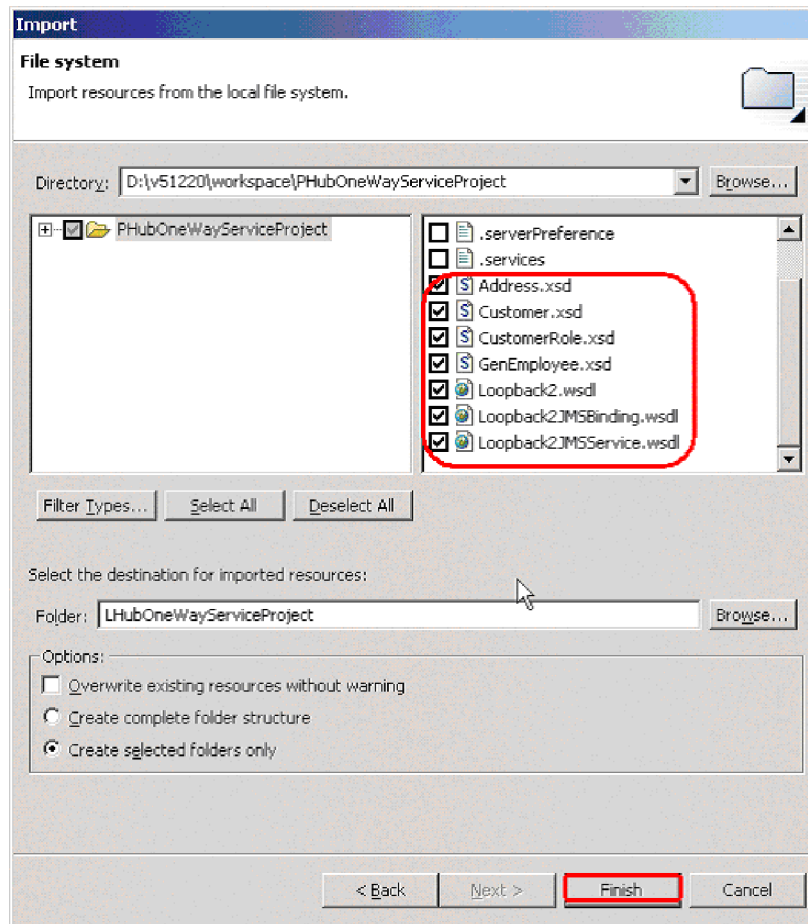 Import
File system
Import resources from the local file system.
Directory: D:\v51220\workspace\PHubOneWayServiceProject Browse...
PHubOneWayServiceProject
.serverPreference
.services
Address.xsd
Customer.xsd
CustomerRole.xsd
GenEmployee.xsd
Loopback2.wsdl
Loopback2JMSBinding.wsdl
Loopback2JMSService.wsdl
Filter Types... Select All Deselect All
Select the destination for imported resources:
Folder: LHubOneWayServiceProject Browse...
Options:
Overwrite existing resources without warning
Create complete folder structure
Create selected folders only
< Back Next > Finish Cancel